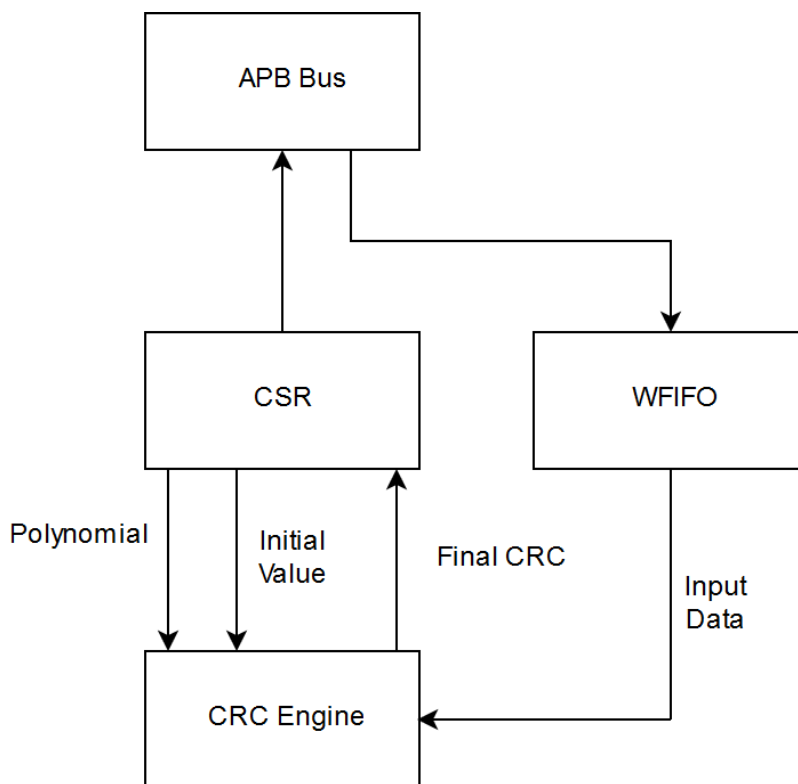 APB Bus
CSR
WFIFO
Polynomial
Initial
Value
Final CRC
Input
Data
CRC Engine